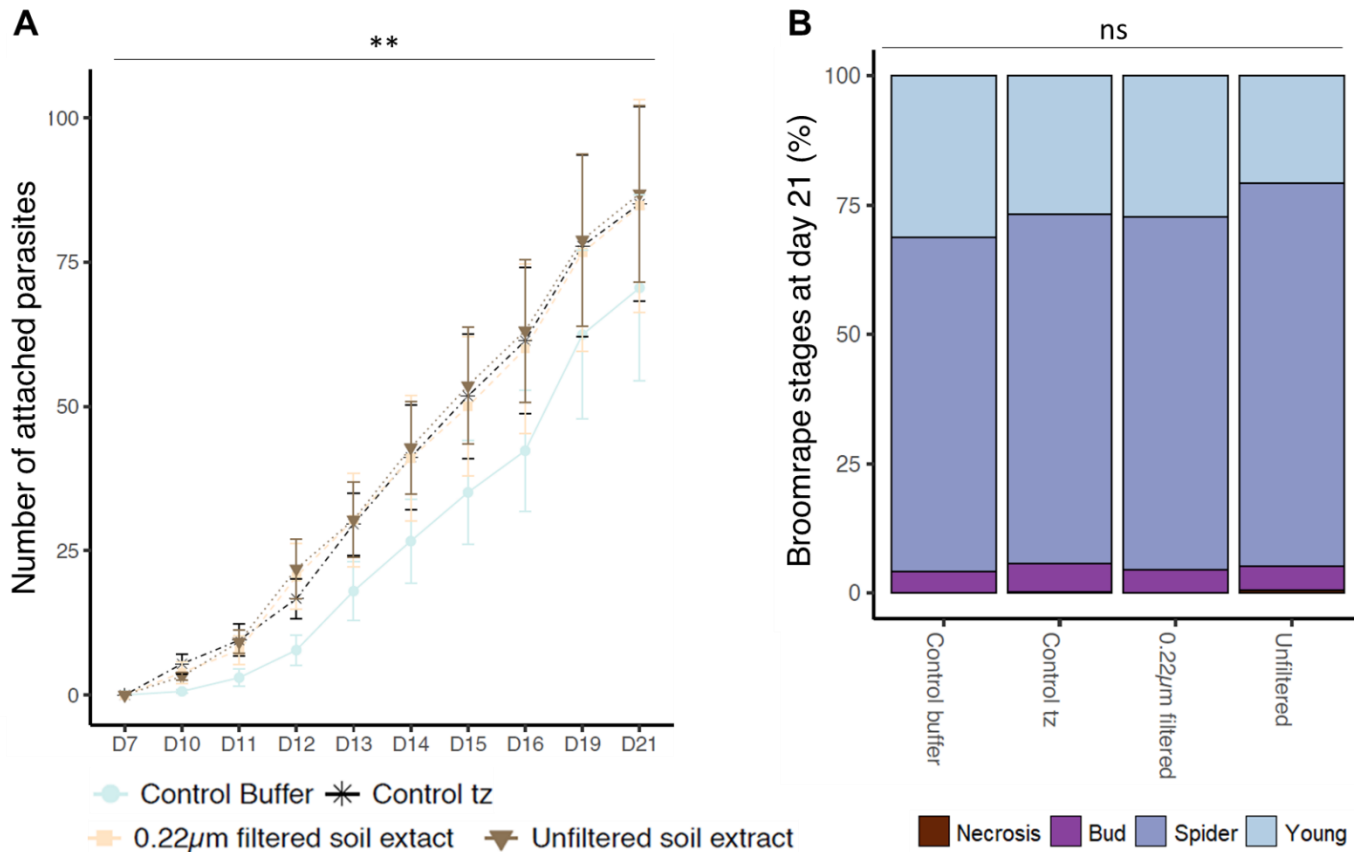 A
**
Number of attached parasites
100
75
50
25
0
D7 D10 D11 D12 D13 D14 D15 D16 D19 D21
Control Buffer Control tz
0.22µm filtered soil extact Unfiltered soil extract
B
ns
Broomrape stages at day 21 (%)
100
75
50
25
0
Control buffer
Control tz
0.22µm filtered
Unfiltered
Necrosis Bud Spider Young